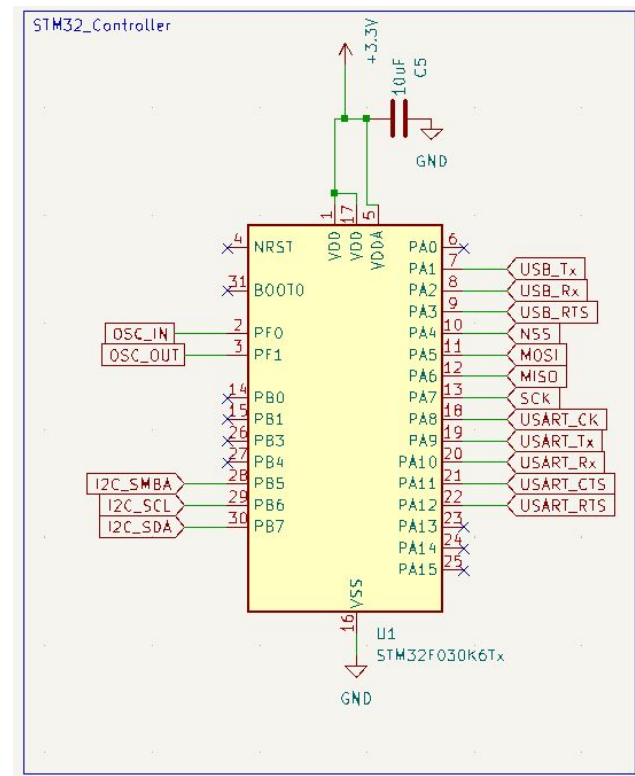 STM32_Controller
+3.3V
10uF
C5
GND
1
17
5
VDD
VDD
VDDA
4 NRST
31 BOOT0
OSC_IN 2 PF0
OSC_OUT 3 PF1
14 PB0
15 PB1
26 PB3
27 PB4
I2C_SMBA 28 PB5
I2C_SCL 29 PB6
I2C_SDA 30 PB7
PA0 6
PA1 7 USB_Tx
PA2 8 USB_Rx
PA3 9 USB_RTS
PA4 10 NSS
PA5 11 MOSI
PA6 12 MISO
PA7 13 SCK
PA8 18 USART_CK
PA9 19 USART_Tx
PA10 20 USART_Rx
PA11 21 USART_CTS
PA12 22 USART_RTS
PA13 23
PA14 24
PA15 25
VSS
16
U1
STM32F030K6Tx
GND